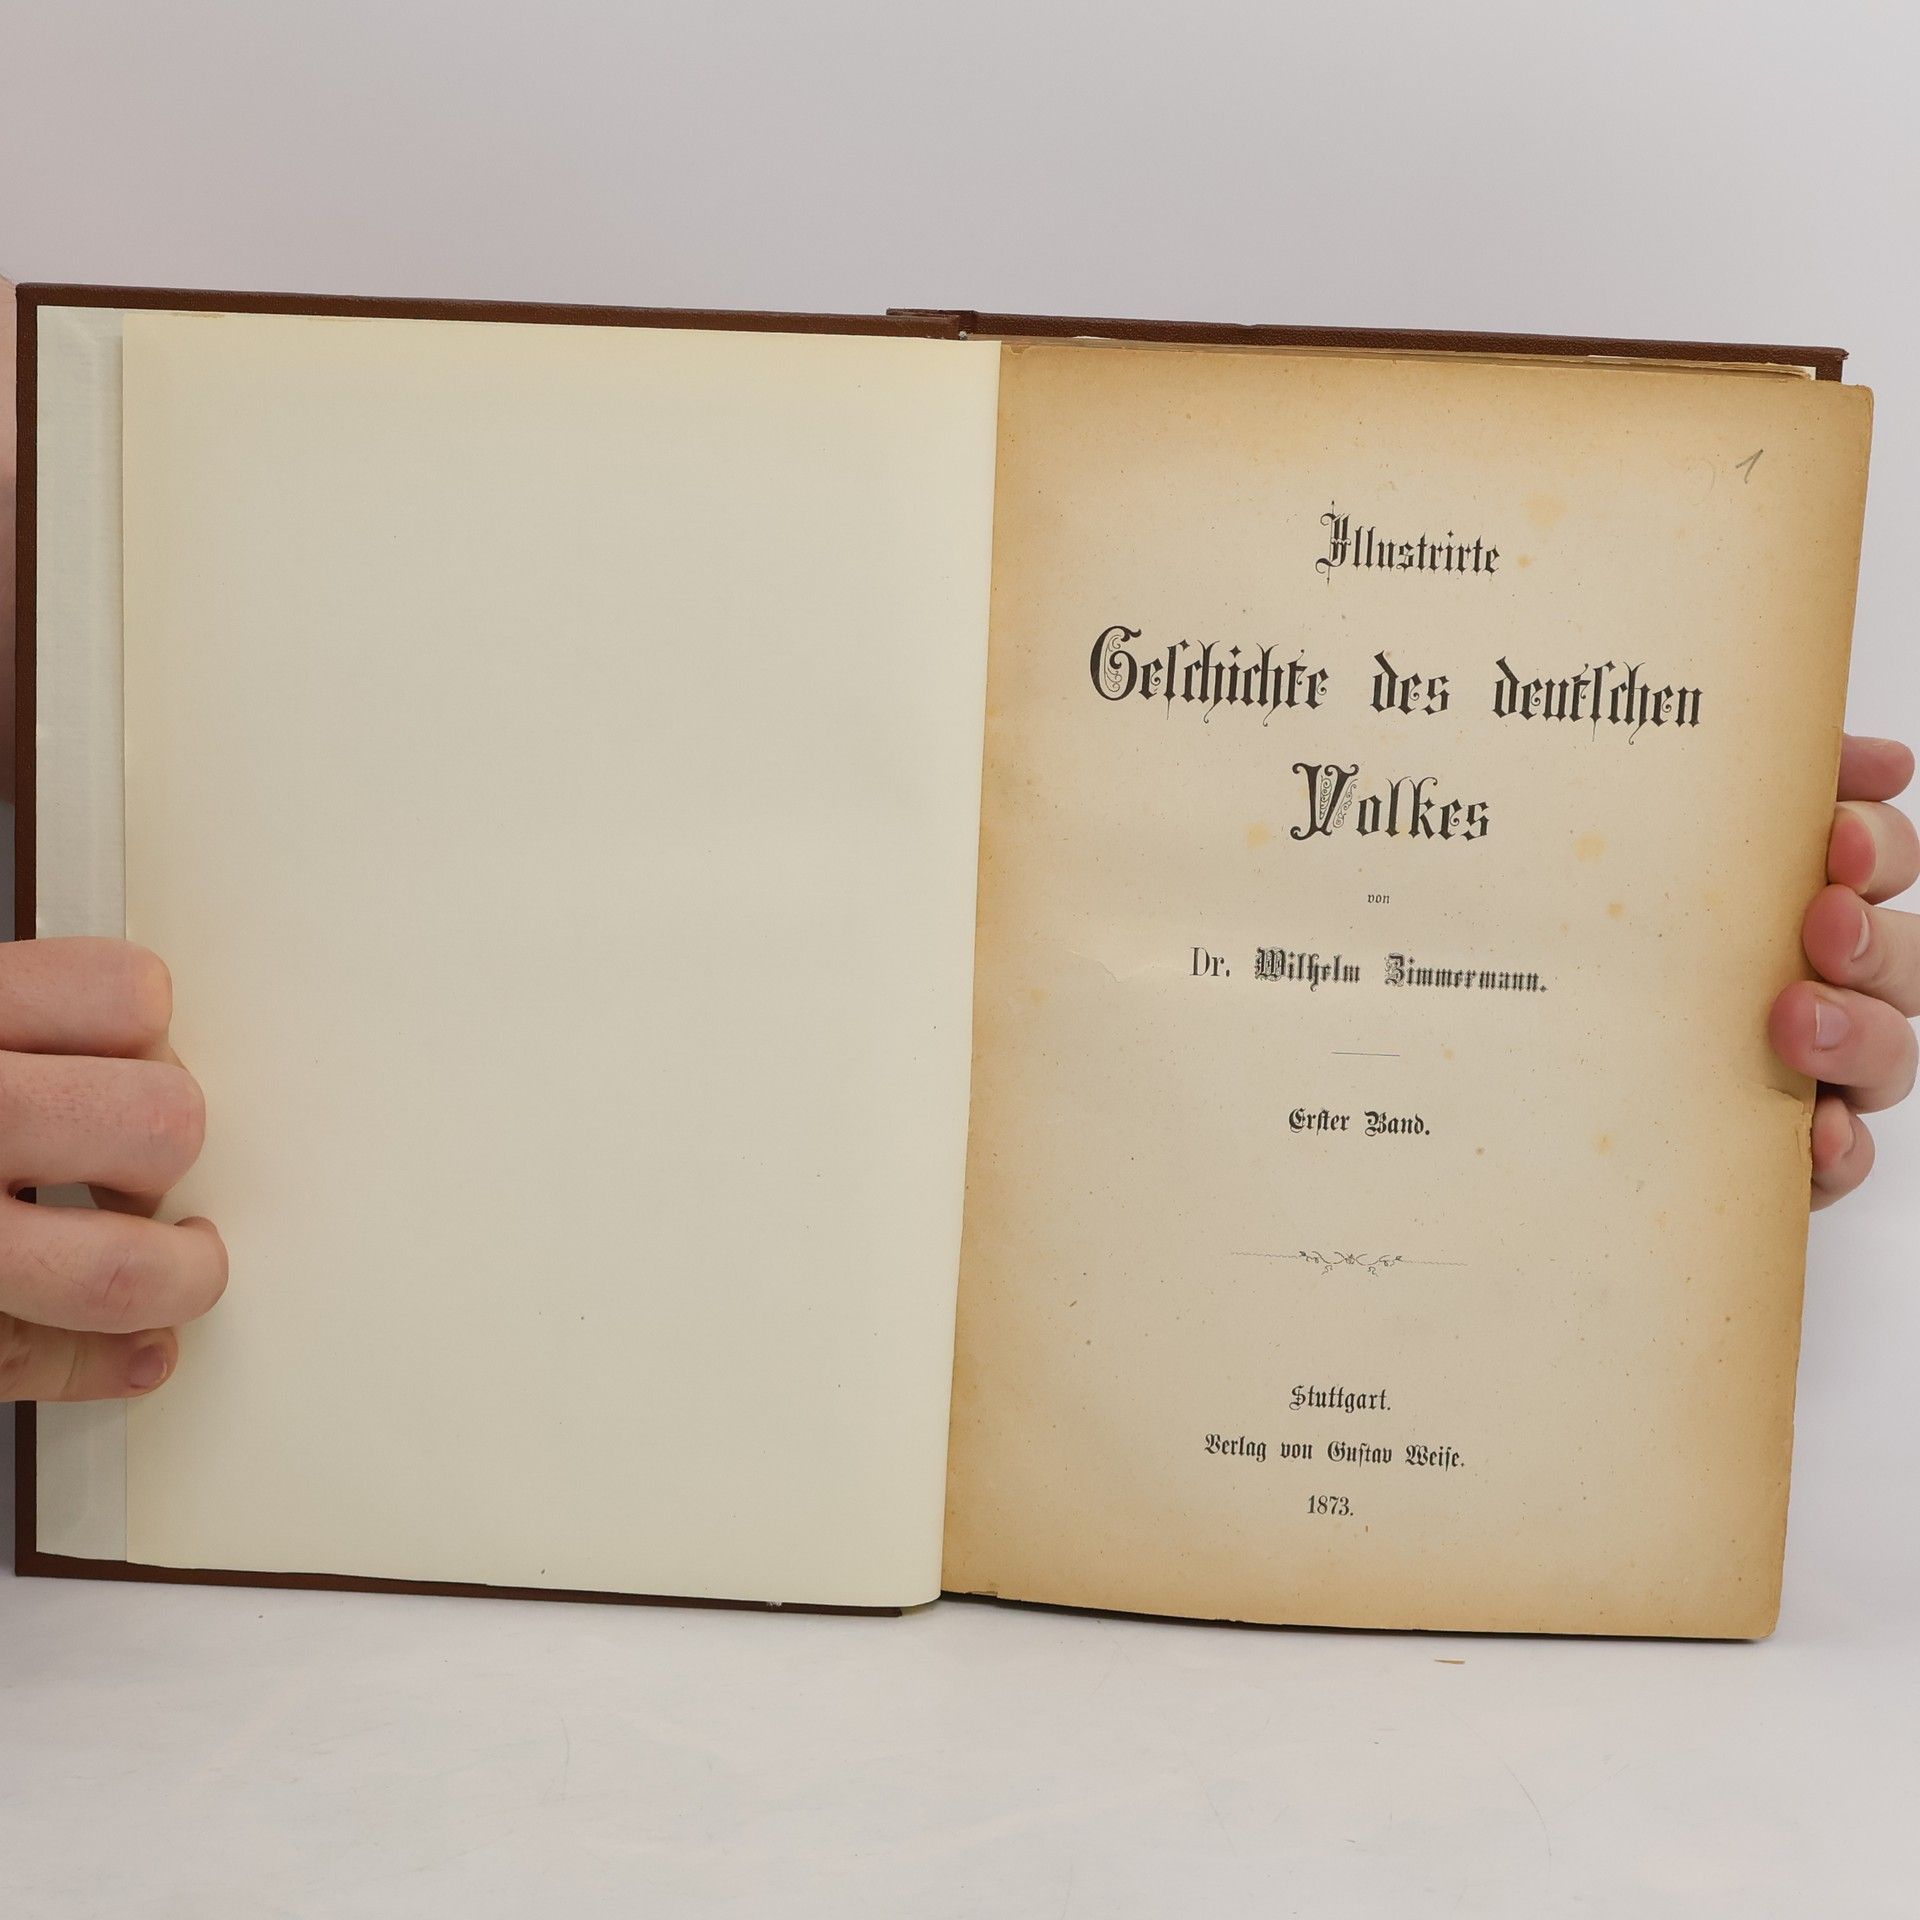 1
Illustrirte
Geſchichte des deutſchen
Volkes
von
Dr. Wilhelm Zimmermann.
Erſter Band.
Stuttgart.
Verlag von Guſtav Weiſe.
1873.